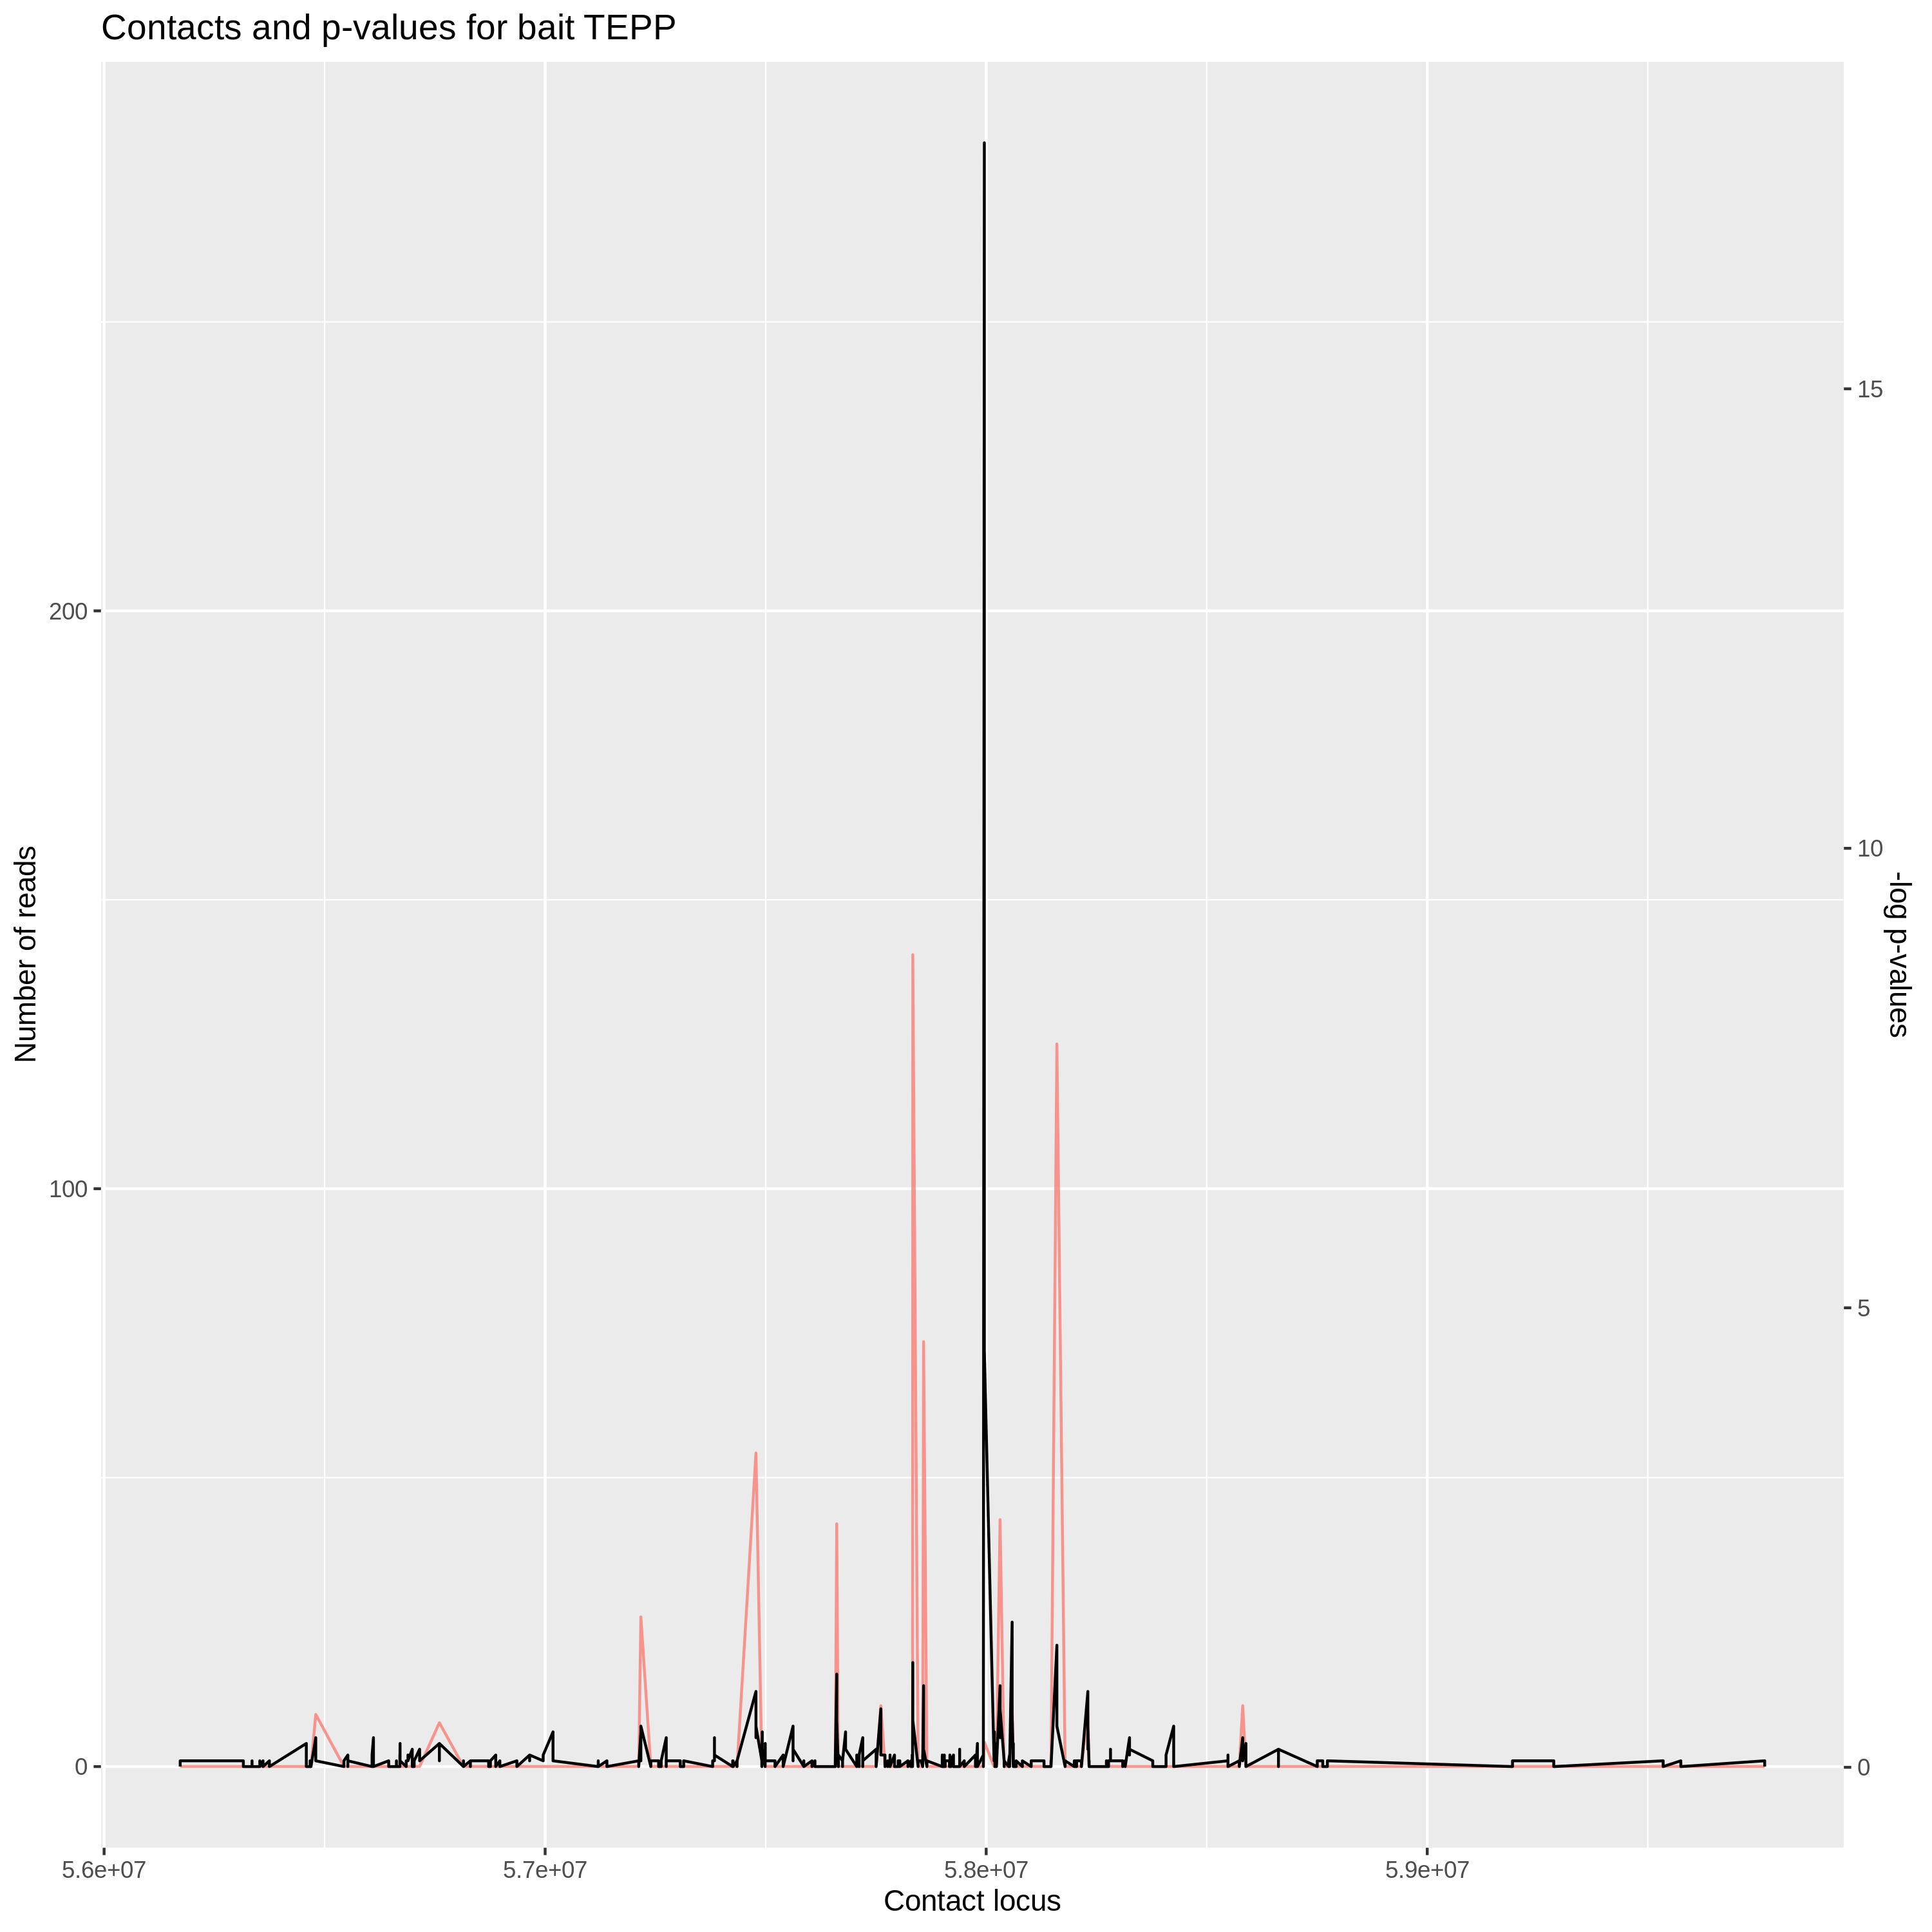 Contacts and p-values for bait TEPP
200
100
0
Number of reads
15
10
5
0
-log p-values
5.6e+07
5.7e+07
5.8e+07
5.9e+07
Contact locus